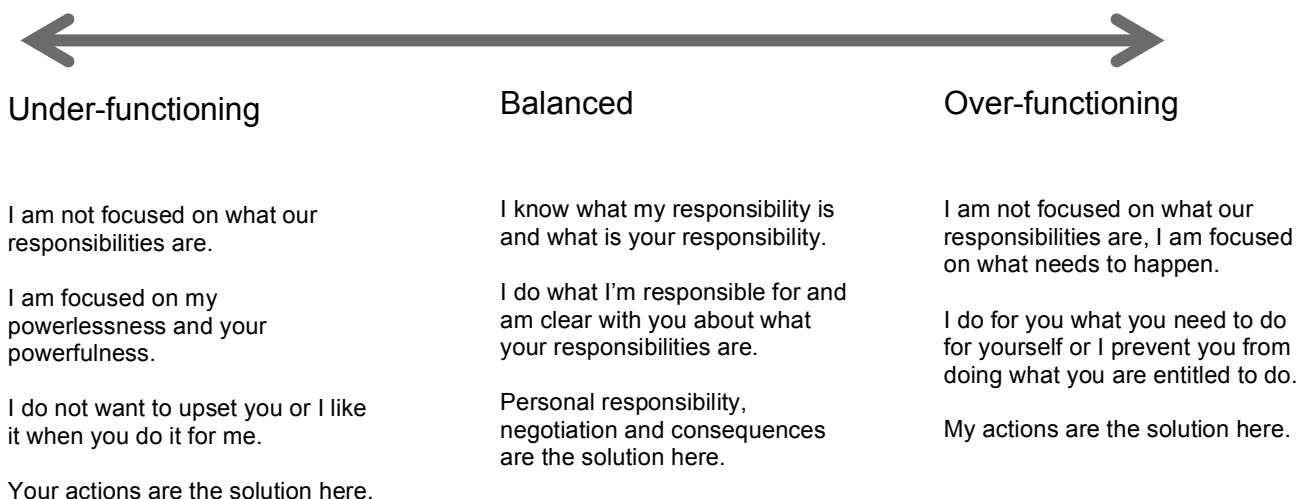 Under-functioning
Balanced
Over-functioning
I am not focused on what our
responsibilities are.
I am focused on my
powerlessness and your
powerfulness.
I do not want to upset you or I like
it when you do it for me.
Your actions are the solution here.
I know what my responsibility is
and what is your responsibility.
I do what I’m responsible for and
am clear with you about what
your responsibilities are.
Personal responsibility,
negotiation and consequences
are the solution here.
I am not focused on what our
responsibilities are, I am focused
on what needs to happen.
I do for you what you need to do
for yourself or I prevent you from
doing what you are entitled to do.
My actions are the solution here.